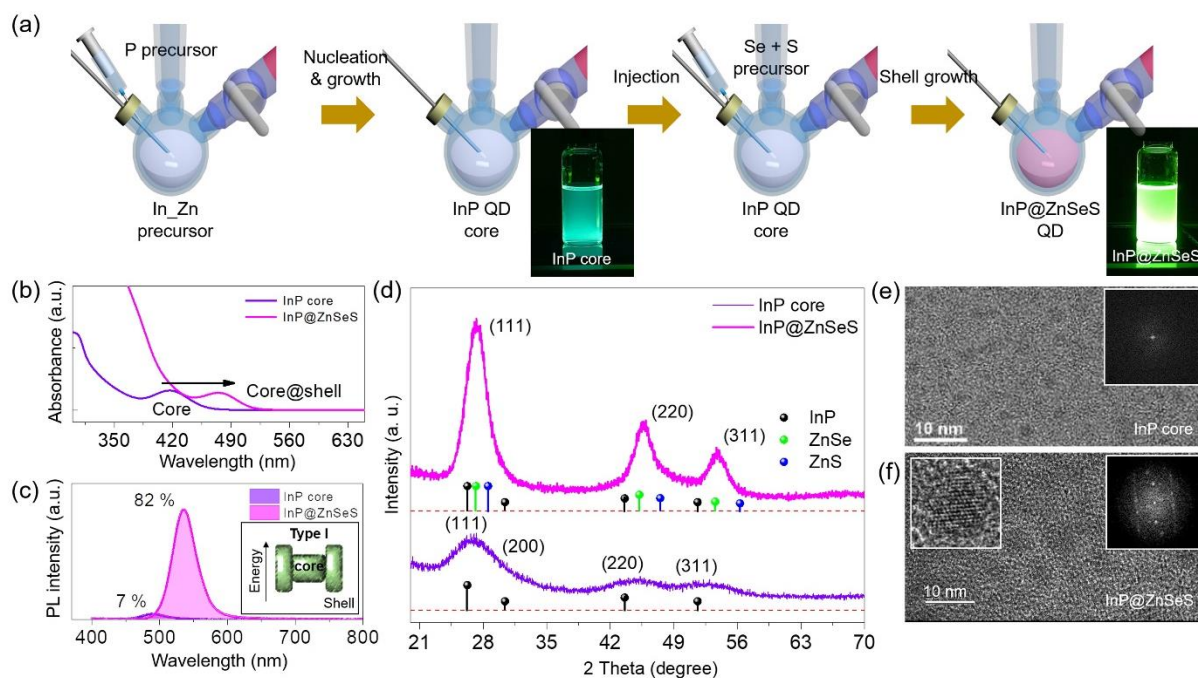 (a)
P precursor
Nucleation
& growth
Injection
Se + S
precursor
Shell growth
In_Zn
precursor
InP QD
core
InP core
InP QD
core
InP@ZnSeS
QD
InP@ZnSeS
(b)
Absorbance (a.u.)
InP core
InP@ZnSeS
Core
Core@shell
350 420 490 560 630
Wavelength (nm)
(c)
PL intensity (a.u.)
82 %
7 %
InP core
InP@ZnSeS
Type I
Energy
core
Shell
400 500 600 700 800
Wavelength (nm)
(d)
Intensity (a. u.)
InP core
InP@ZnSeS
(111)
(220)
(311)
InP
ZnSe
ZnS
(111)
(200)
(220)
(311)
21 28 35 42 49 56 63 70
2 Theta (degree)
(e)
10 nm
InP core
(f)
10 nm
InP@ZnSeS